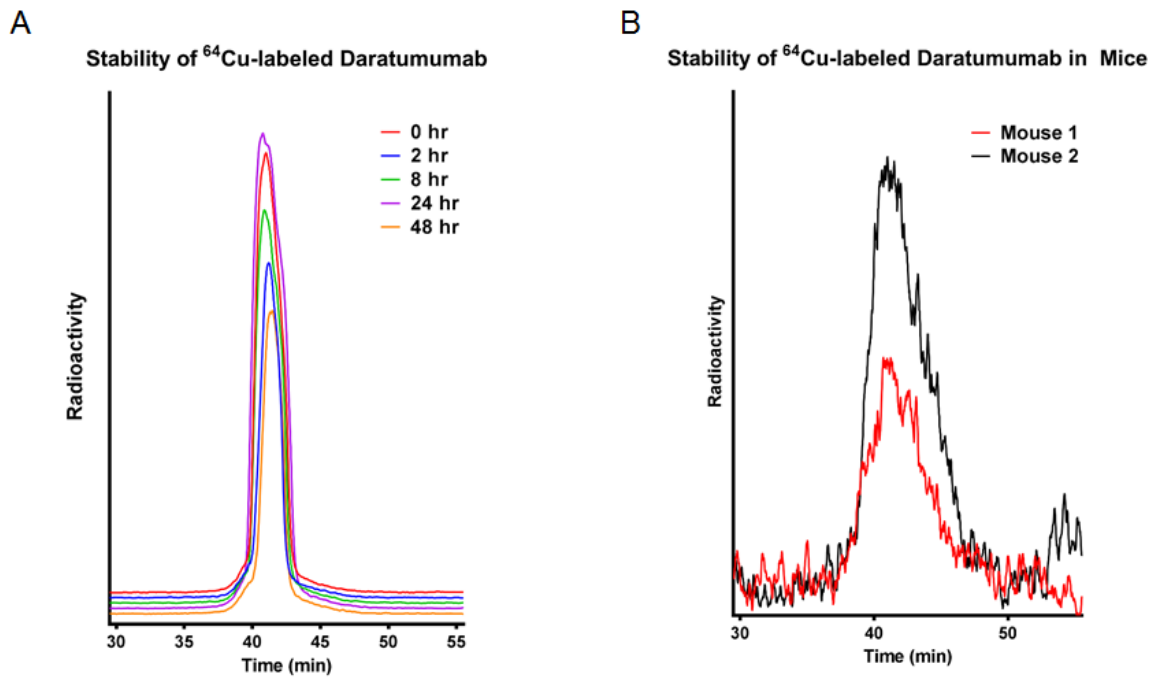 A
Stability of ⁶⁴Cu-labeled Daratumumab
0 hr
2 hr
8 hr
24 hr
48 hr
Radioactivity
30 35 40 45 50 55
Time (min)
B
Stability of ⁶⁴Cu-labeled Daratumumab in Mice
Mouse 1
Mouse 2
Radioactivity
30 40 50
Time (min)